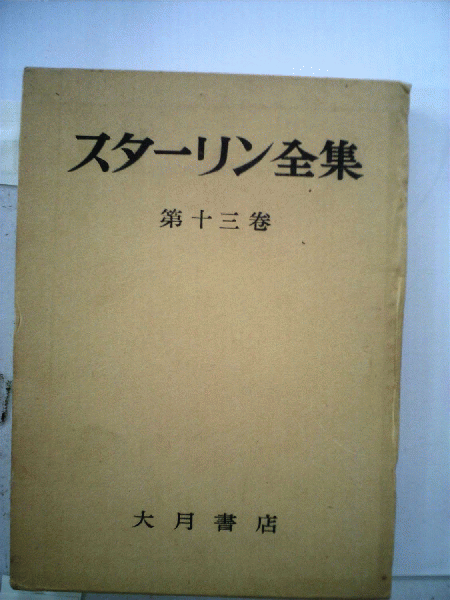 スターリン全集
第十三巻
大月書店